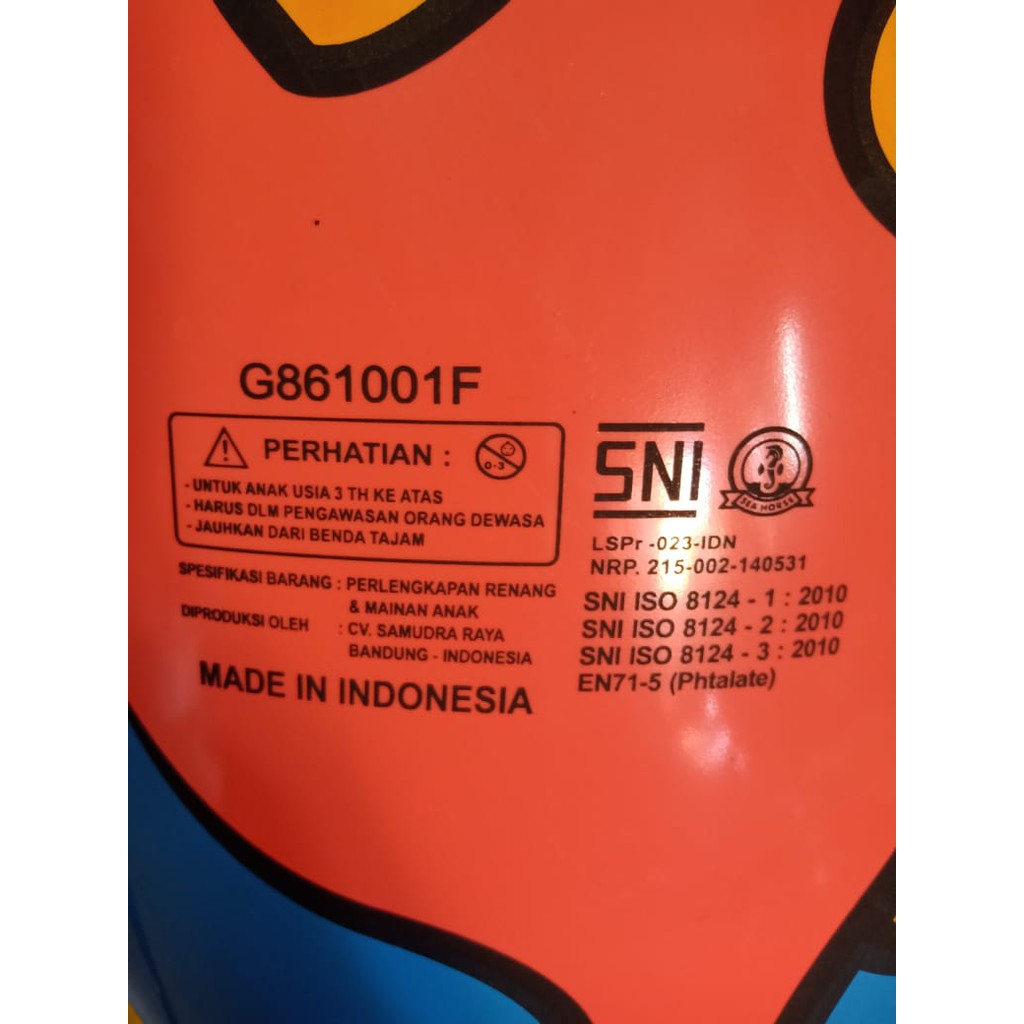 G861001F
PERHATIAN :
0-3
-UNTUK ANAK USIA 3 TH KE ATAS
-HARUS DLM PENGAWASAN ORANG DEWASA
-JAUHKAN DARI BENDA TAJAM
SPESIFIKASI BARANG : PERLENGKAPAN RENANG
& MAINAN ANAK
DIPRODUKSI OLEH : CV. SAMUDRA RAYA
BANDUNG - INDONESIA
MADE IN INDONESIA
SNI
SEA HORSE
LSPr -023-IDN
NRP. 215-002-140531
SNI ISO 8124 - 1 : 2010
SNI ISO 8124 - 2 : 2010
SNI ISO 8124 - 3 : 2010
EN71-5 (Phtalate)